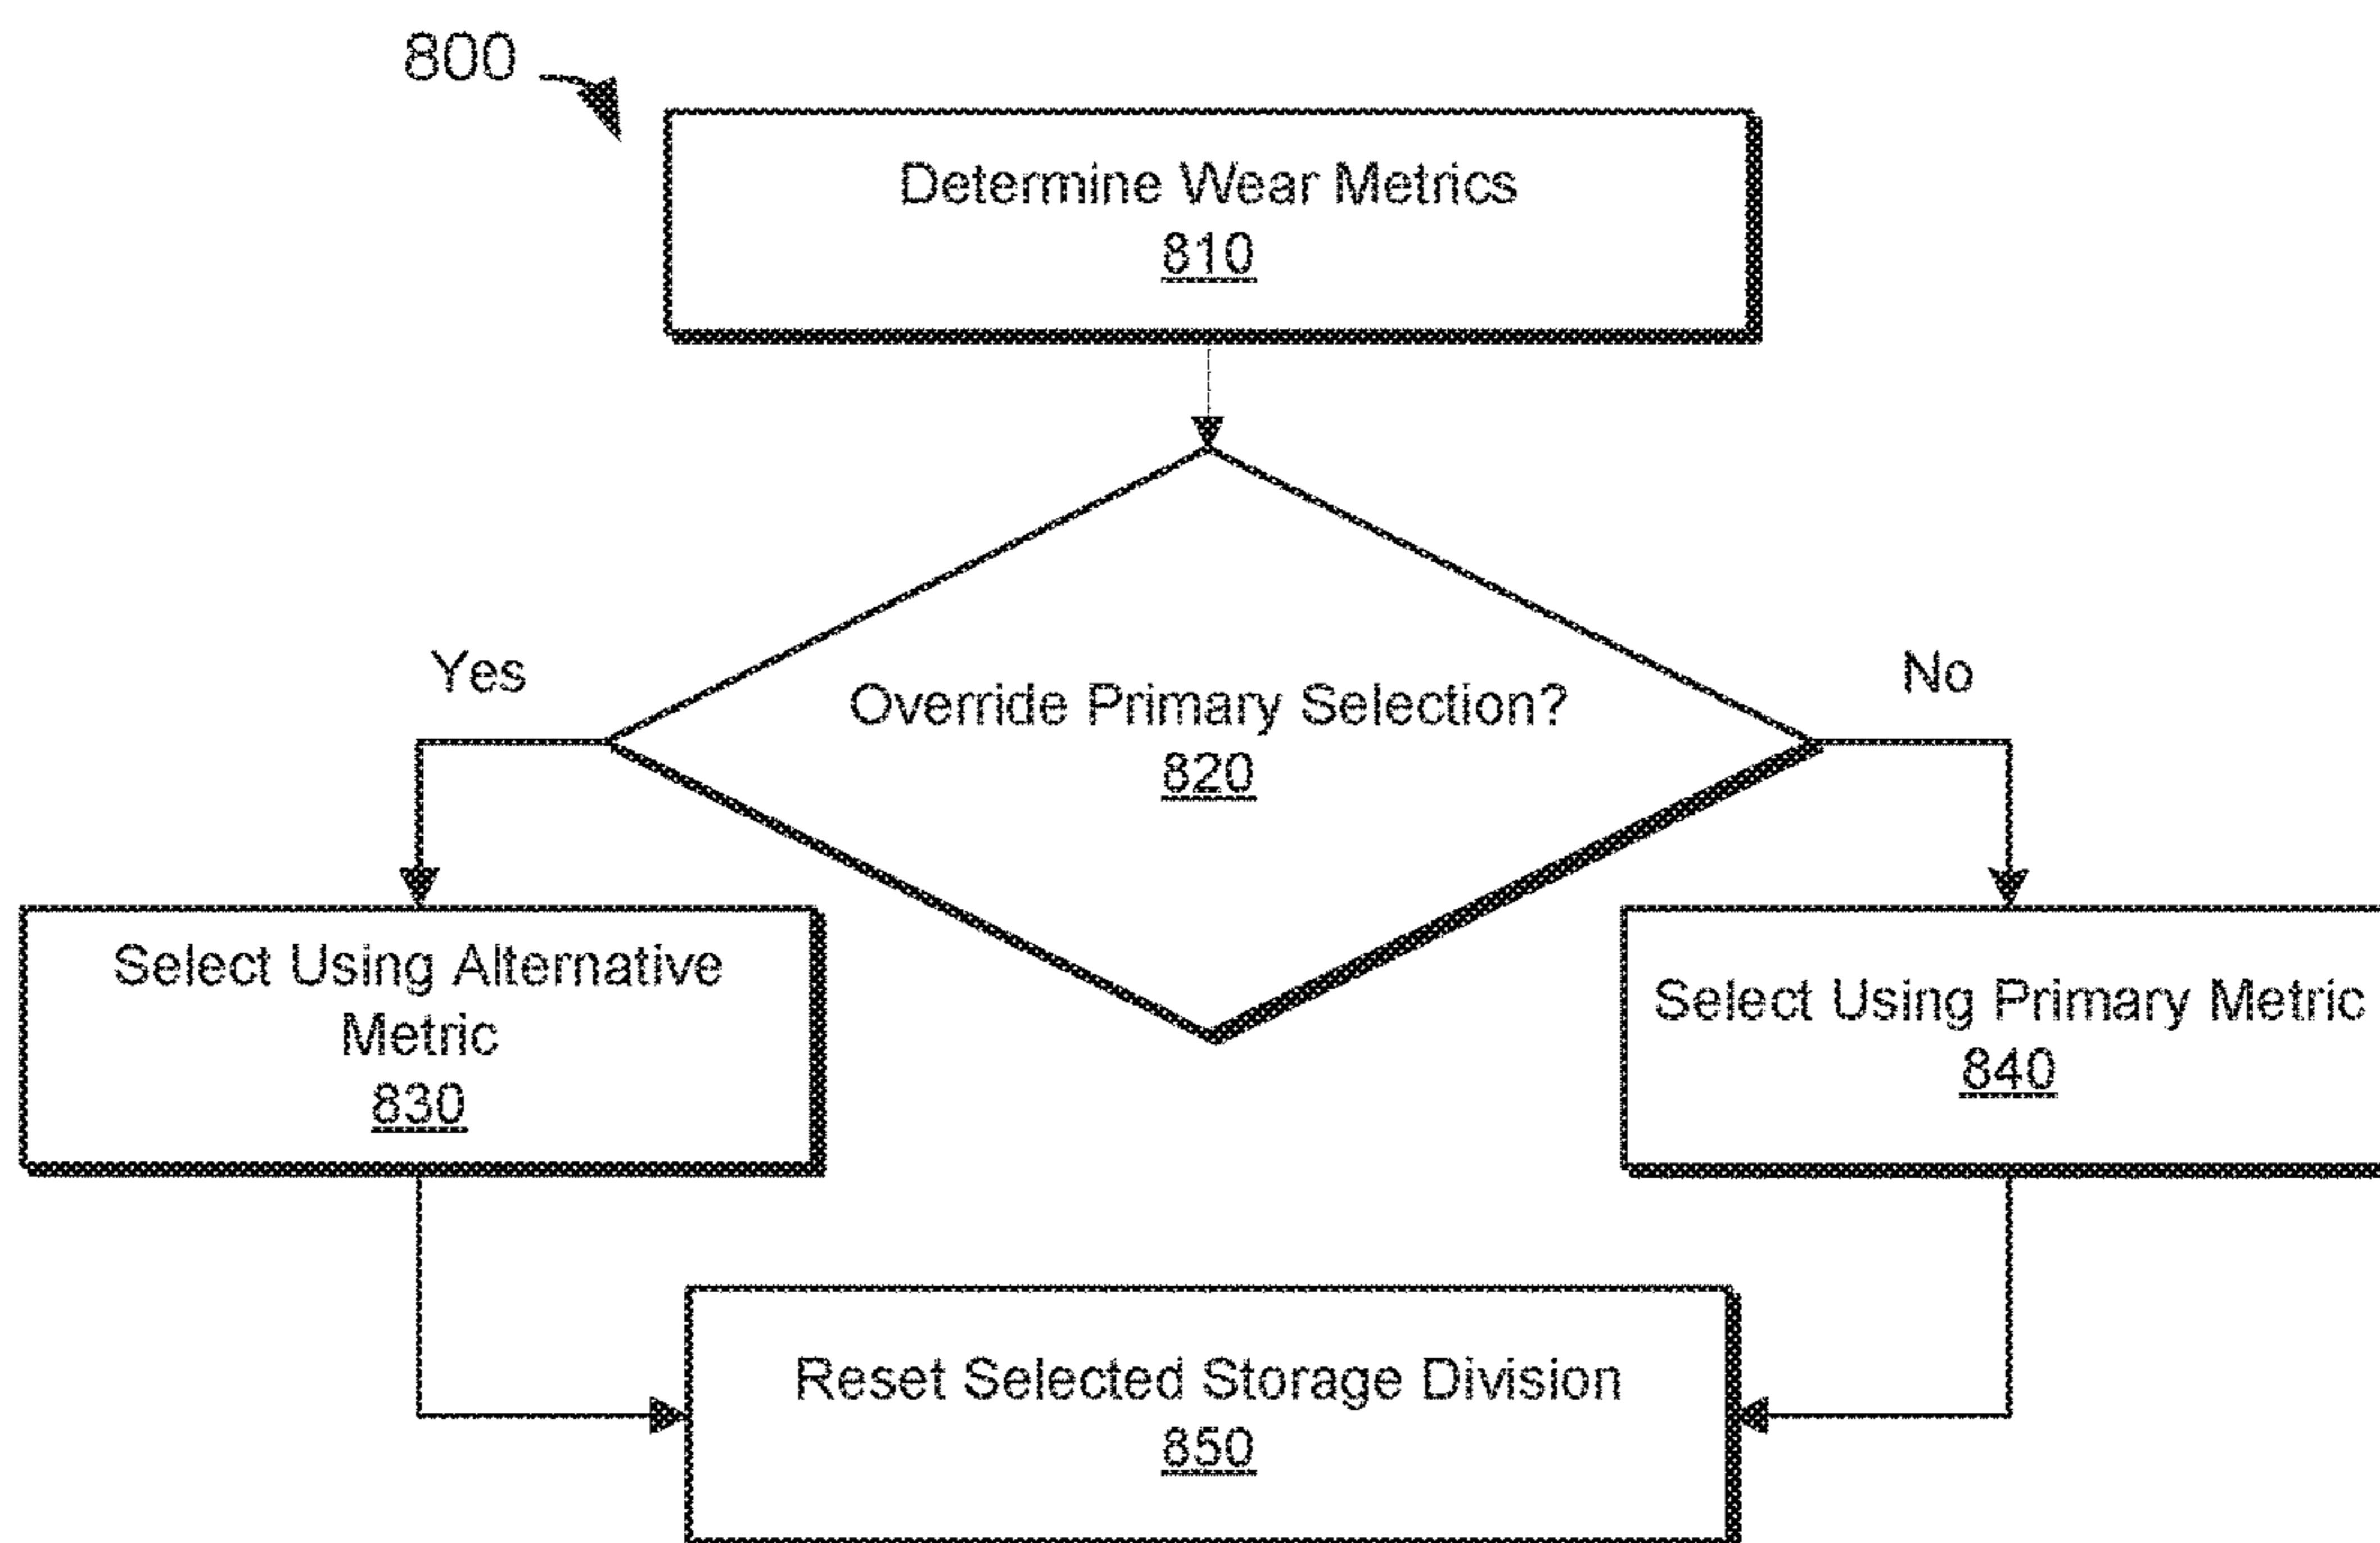 800
Determine Wear Metrics
810
Override Primary Selection?
820
Yes
No
Select Using Alternative
Metric
830
Select Using Primary Metric
840
Reset Selected Storage Division
850